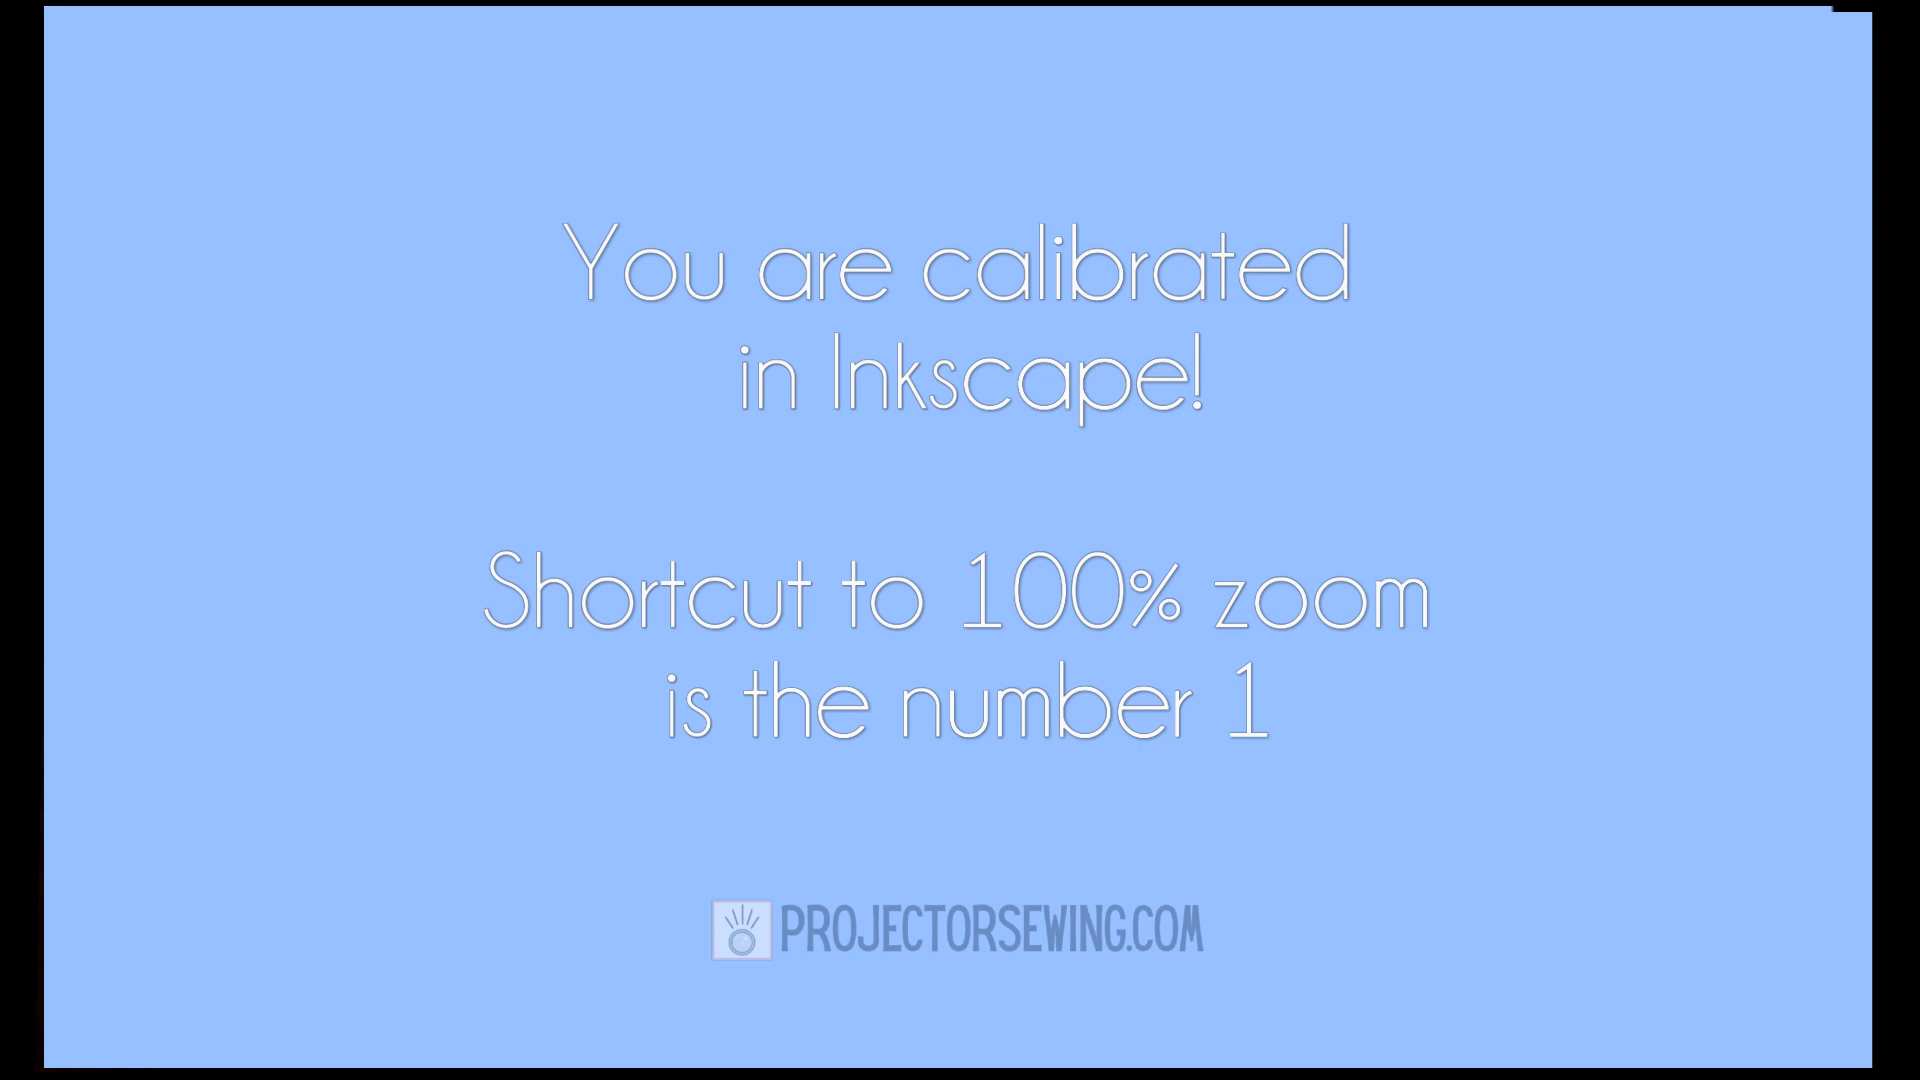 You are calibrated
in Inkscape!
Shortcut to 100% zoom
is the number 1
PROJECTORSEWING.COM